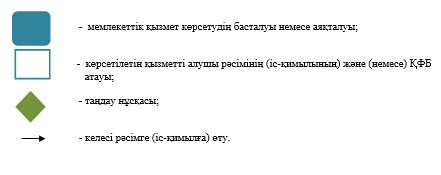 - мемлекеттік қызмет көрсетудің басталуы немесе аяқталуы;
- көрсетілетін қызметті алушы рәсімінің (іс-қимылының) және (немесе) ҚФБ
атауы;
- таңдау нұсқасы;
- келесі рәсімге (іс-қимылға) өту.